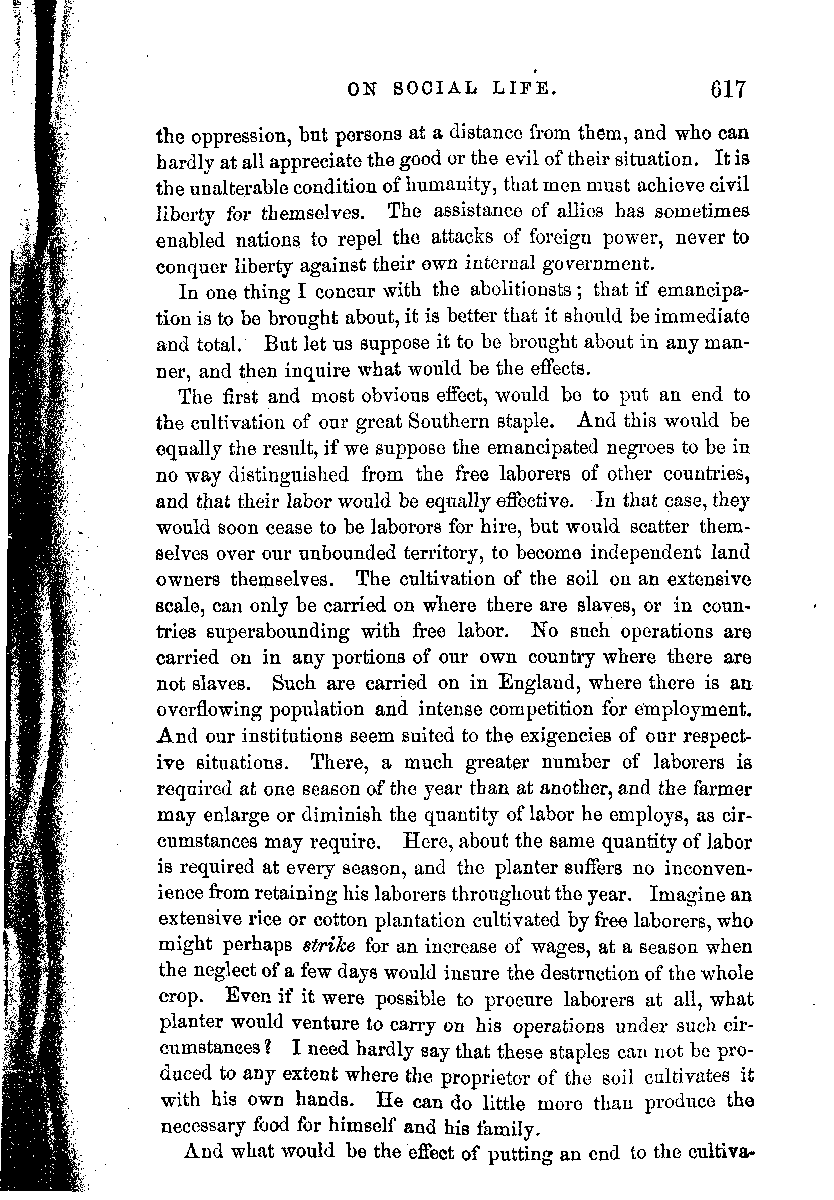 ON SOCIAL LIFE. 617
the oppression, but persons at a distance from them, and who can
hardly at all appreciate the good or the evil of their situation. It is
the unalterable condition of humanity, that men must achieve civil
liberty for themselves. The assistance of allies has sometimes
enabled nations to repel the attacks of foreign power, never to
conquer liberty against their own internal government.
In one thing I concur with the abolitionsts; that if emancipa-
tion is to be brought about, it is better that it should be immediate
and total. But let us suppose it to be brought about in any man-
ner, and then inquire what would be the effects.
The first and most obvious effect, would be to put an end to
the cultivation of our great Southern staple. And this would be
equally the result, if we suppose the emancipated negroes to be in
no way distinguished from the free laborers of other countries,
and that their labor would be equally effective. In that case, they
would soon cease to be laborors for hire, but would scatter them-
selves over our unbounded territory, to become independent land
owners themselves. The cultivation of the soil on an extensive
scale, can only be carried on where there are slaves, or in coun-
tries superabounding with free labor. No such operations are
carried on in any portions of our own country where there are
not slaves. Such are carried on in England, where there is an
overflowing population and intense competition for employment.
And our institutions seem suited to the exigencies of our respect-
ive situations. There, a much greater number of laborers is
required at one season of the year than at another, and the farmer
may enlarge or diminish the quantity of labor he employs, as cir-
cumstances may require. Here, about the same quantity of labor
is required at every season, and the planter suffers no inconven-
ience from retaining his laborers throughout the year. Imagine an
extensive rice or cotton plantation cultivated by free laborers, who
might perhaps strike for an increase of wages, at a season when
the neglect of a few days would insure the destruction of the whole
crop. Even if it were possible to procure laborers at all, what
planter would venture to carry on his operations under such cir-
cumstances? I need hardly say that these staples can not be pro-
duced to any extent where the proprietor of the soil cultivates it
with his own hands. He can do little more than produce the
necessary food for himself and his family.
And what would be the effect of putting an end to the cultiva-